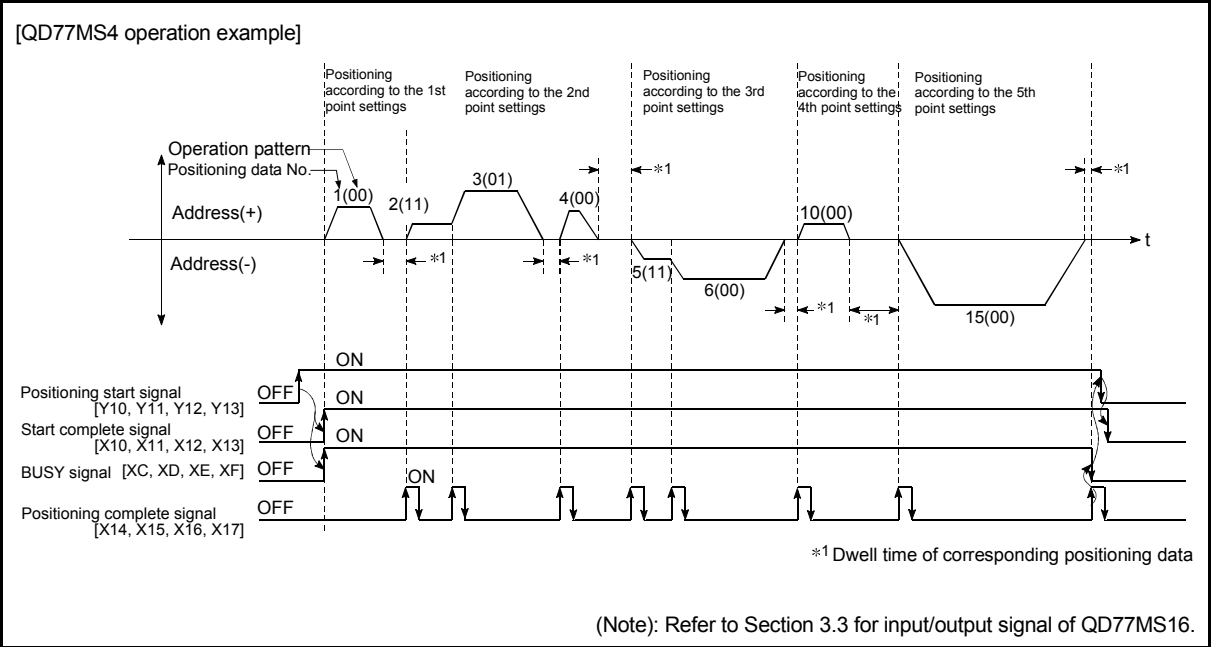 [QD77MS4 operation example]
Positioning
according to the 1st
point settings
Positioning
according to the 2nd
point settings
Positioning
according to the 3rd
point settings
Positioning
according to the
4th point settings
Positioning
according to the 5th
point settings
Operation pattern
Positioning data No.
1(00)
2(11)
3(01)
4(00)
*1
*1
Address(+)
10(00)
t
Address(-)
*1
*1
5(11)
6(00)
*1
*1
15(00)
ON
Positioning start signal
[Y10, Y11, Y12, Y13]
OFF
ON
Start complete signal
[X10, X11, X12, X13]
OFF
ON
BUSY signal [XC, XD, XE, XF]
OFF
ON
Positioning complete signal
[X14, X15, X16, X17]
OFF
*1 Dwell time of corresponding positioning data
(Note): Refer to Section 3.3 for input/output signal of QD77MS16.